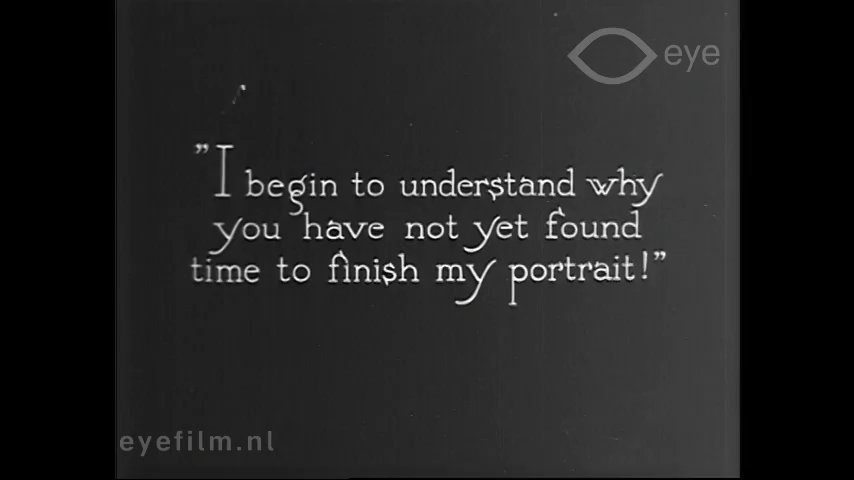 eye
"I begin to understand why
you have not yet found
time to finish my portrait!"
eyefilm.nl